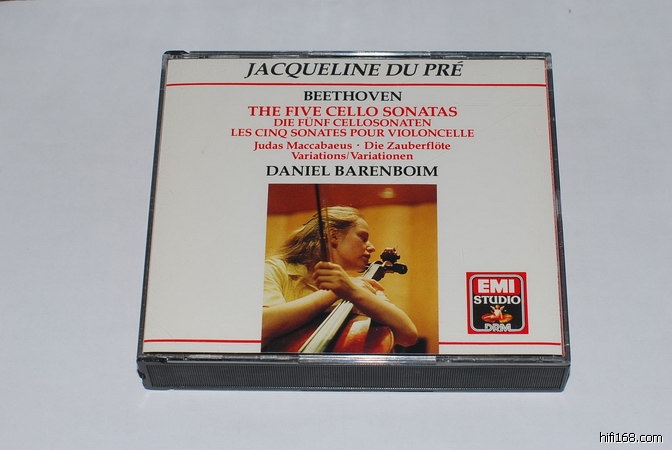 JACQUELINE DU PRÉ
BEETHOVEN
THE FIVE CELLO SONATAS
DIE FÜNF CELLOSONATEN
LES CINQ SONATES POUR VIOLONCELLE
Judas Maccabaeus · Die Zauberflöte
Variations/Variationen
DANIEL BARENBOIM
EMI
STUDIO
DRM
hifi168.com